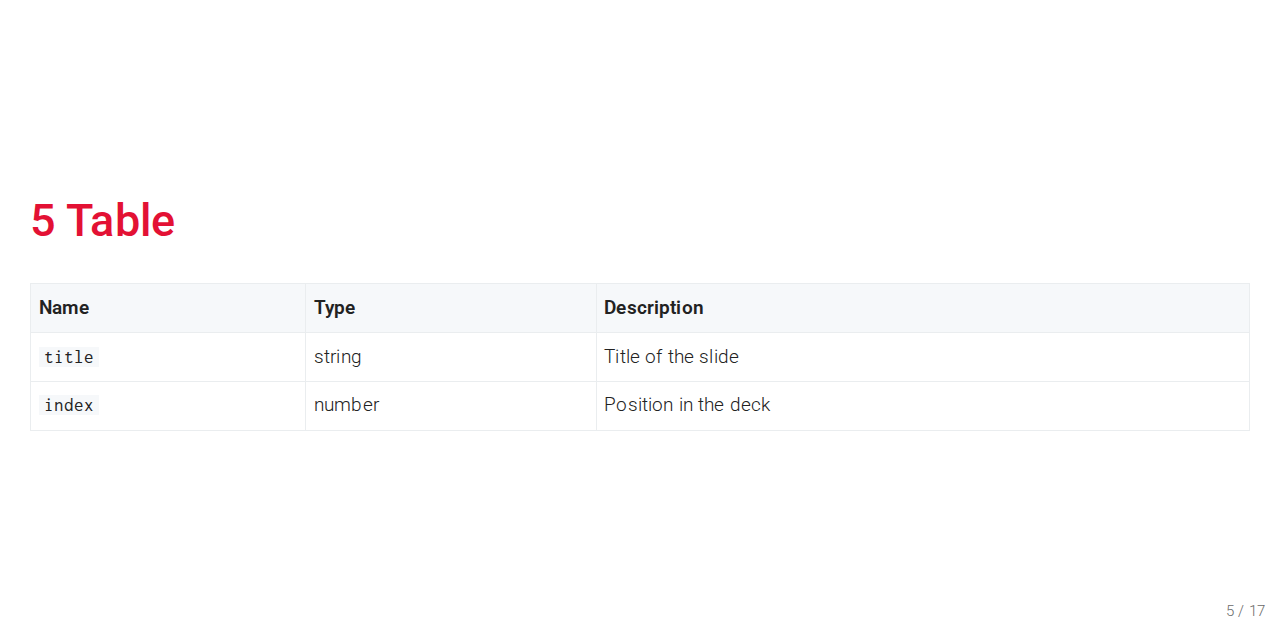 5 Table
Name Type Description
title string Title of the slide
index number Position in the deck
5 / 17